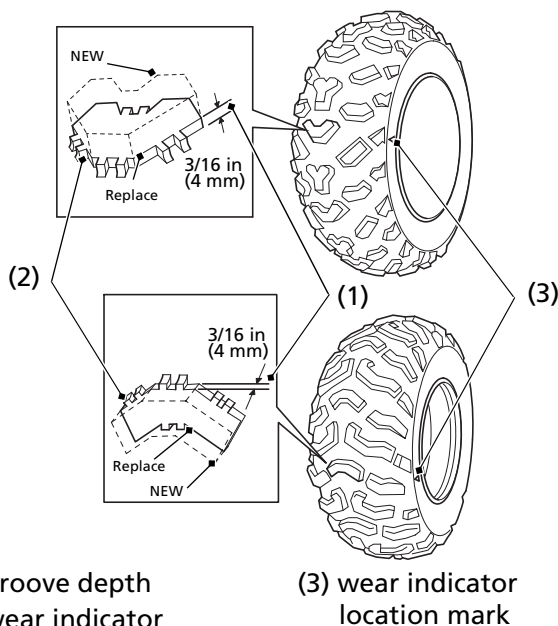 NEW
3/16 in
(4 mm)
Replace
(2)
(1)
(3)
3/16 in
(4 mm)
Replace
NEW
groove depth
wear indicator
(3) wear indicator
location mark